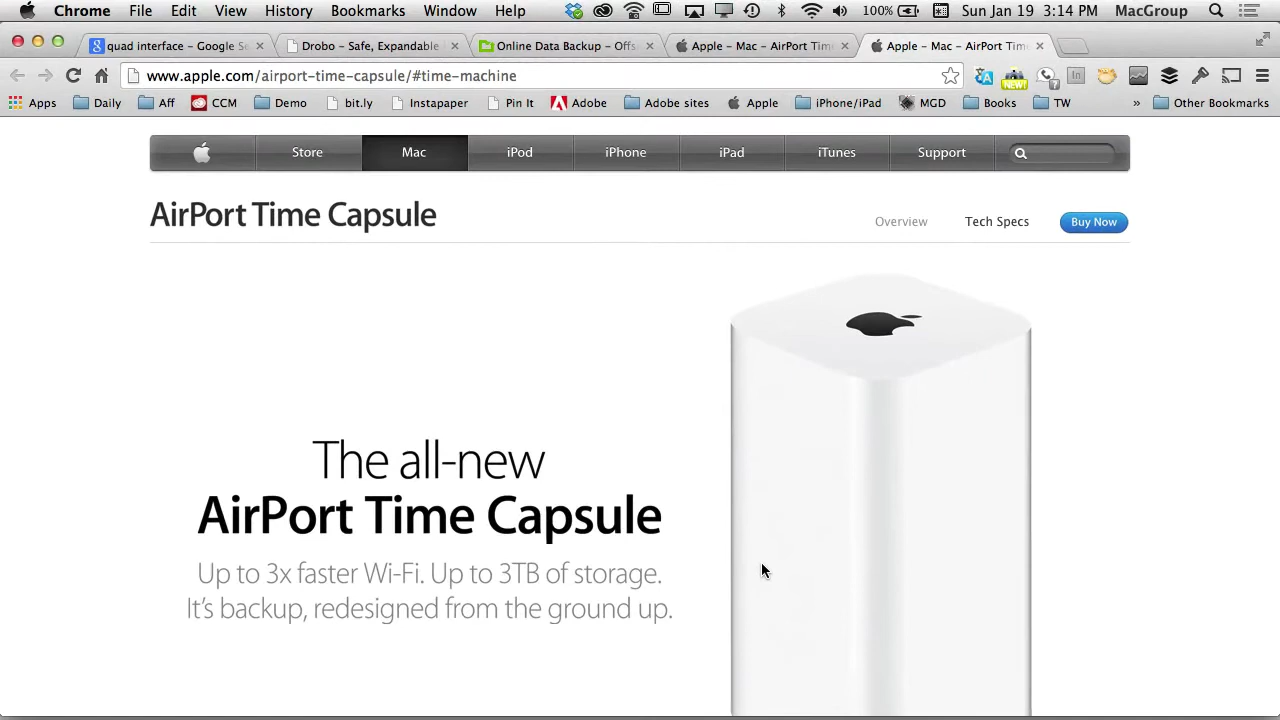 Chrome File Edit View History Bookmarks Window Help 100% Sun Jan 19 3:14 PM MacGroup
quad interface – Google Se Drobo – Safe, Expandable Online Data Backup – Offs Apple – Mac – AirPort Time Apple – Mac – AirPort Time
www.apple.com/airport-time-capsule/#time-machine NEW!
Apps Daily Aff CCM Demo bit.ly Instapaper Pin It Adobe Adobe sites Apple iPhone/iPad MGD Books TW » Other Bookmarks
Store Mac iPod iPhone iPad iTunes Support
AirPort Time Capsule
Overview Tech Specs Buy Now
The all-new
AirPort Time Capsule
Up to 3x faster Wi-Fi. Up to 3TB of storage.
It's backup, redesigned from the ground up.